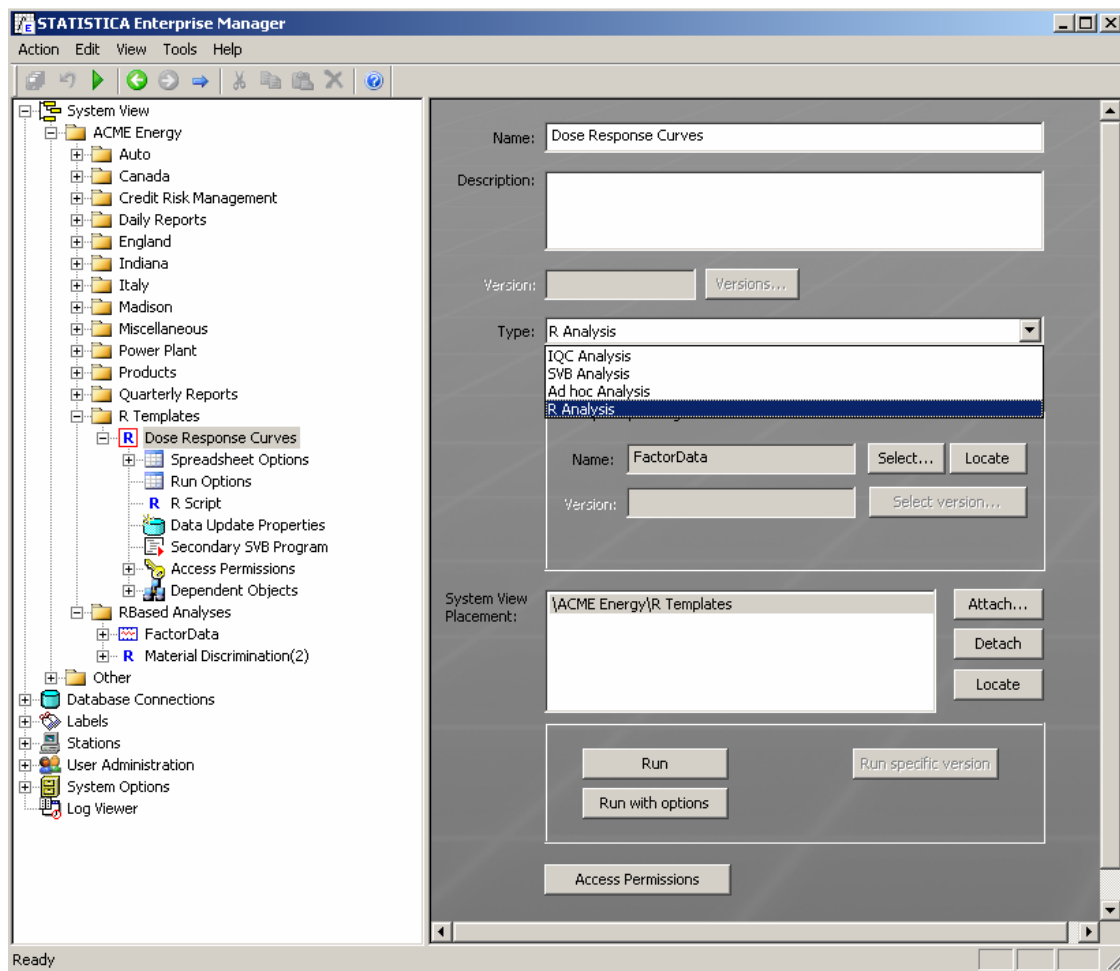 STATISTICA Enterprise Manager
Action Edit View Tools Help
System View
ACME Energy
Auto
Canada
Credit Risk Management
Daily Reports
England
Indiana
Italy
Madison
Miscellaneous
Power Plant
Products
Quarterly Reports
R Templates
R Dose Response Curves
Spreadsheet Options
Run Options
R R Script
Data Update Properties
Secondary SVB Program
Access Permissions
Dependent Objects
RBased Analyses
FactorData
R Material Discrimination(2)
Other
Database Connections
Labels
Stations
User Administration
System Options
Log Viewer
Name: Dose Response Curves
Description:
Version: Versions...
Type: R Analysis
IQC Analysis
SVB Analysis
Ad hoc Analysis
R Analysis
Name: FactorData Select... Locate
Version: Select version...
System View Placement: \ACME Energy\R Templates
Attach...
Detach
Locate
Run Run specific version
Run with options
Access Permissions
Ready